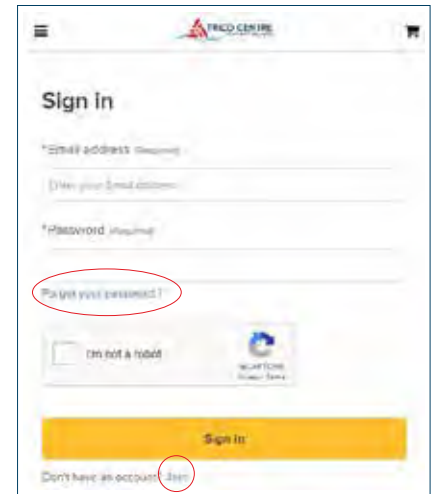 TRICO CENTRE
Sign in
*Email address (Required)
Enter your Email address
*Password (Required)
Forgot your password?
I'm not a robot
reCAPTCHA
Privacy - Terms
Sign in
Don't have an account? Join